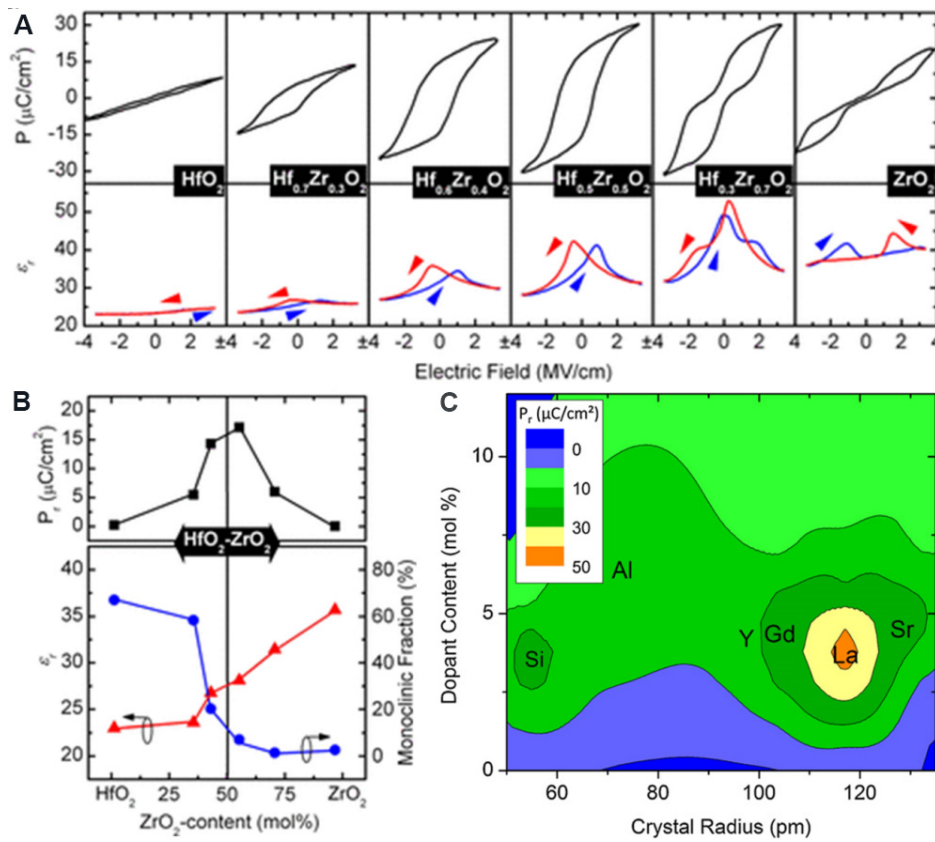 A
P (µC/cm²)
30
15
0
-15
-30
HfO₂
Hf₀.₇Zr₀.₃O₂
Hf₀.₆Zr₀.₄O₂
Hf₀.₅Zr₀.₅O₂
Hf₀.₃Zr₀.₇O₂
ZrO₂
εᵣ
50
40
30
20
-4 -2 0 2 ±4 -2 0 2 ±4 -2 0 2 ±4 -2 0 2 ±4 -2 0 2 ±4 -2 0 2 4
Electric Field (MV/cm)
B
Pᵣ (µC/cm²)
20
15
10
5
0
HfO₂-ZrO₂
εᵣ
40
35
30
25
20
80
60
40
20
0
Monoclinic Fraction (%)
HfO₂ 25 50 75 ZrO₂
ZrO₂-content (mol%)
C
Pᵣ (µC/cm²)
0
10
30
50
Dopant Content (mol %)
10
5
0
Al
Si
Y
Gd
La
Sr
60 80 100 120
Crystal Radius (pm)